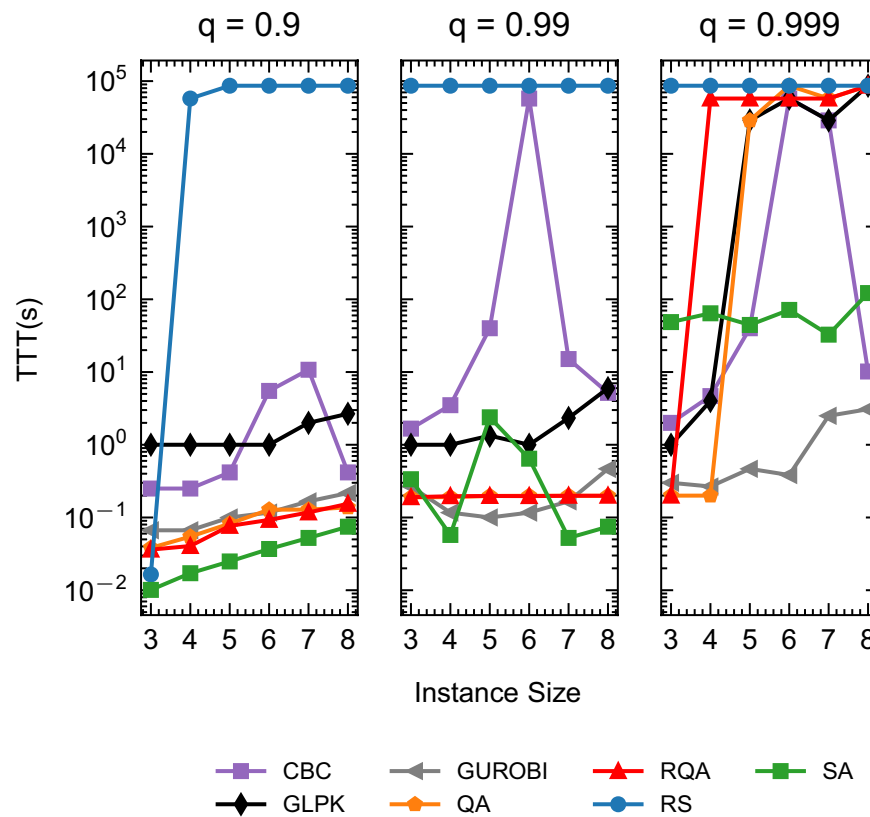 q = 0.9 q = 0.99 q = 0.999
10^5
10^4
10^3
10^2
10^1
10^0
10^−1
10^−2
TTT(s)
3 4 5 6 7 8 3 4 5 6 7 8 3 4 5 6 7 8
Instance Size
CBC GUROBI RQA SA
GLPK QA RS